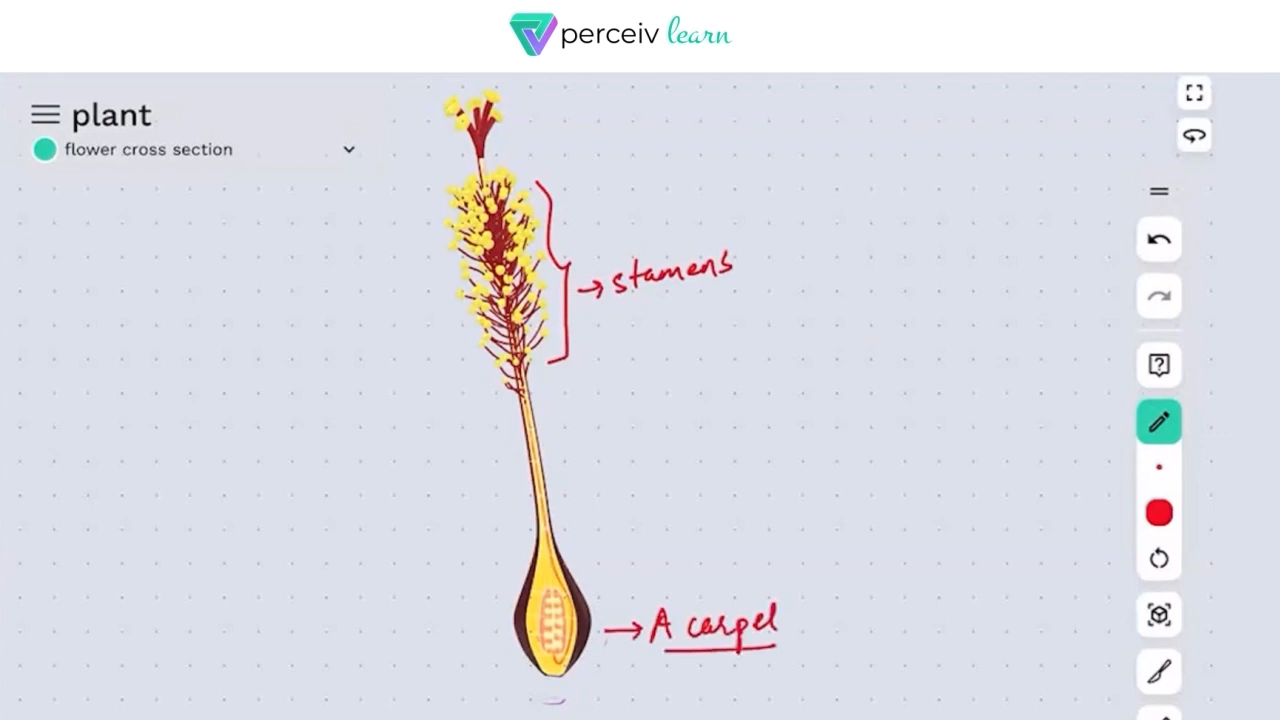 perceiv learn
plant
flower cross section
→ stamens
→ A carpel